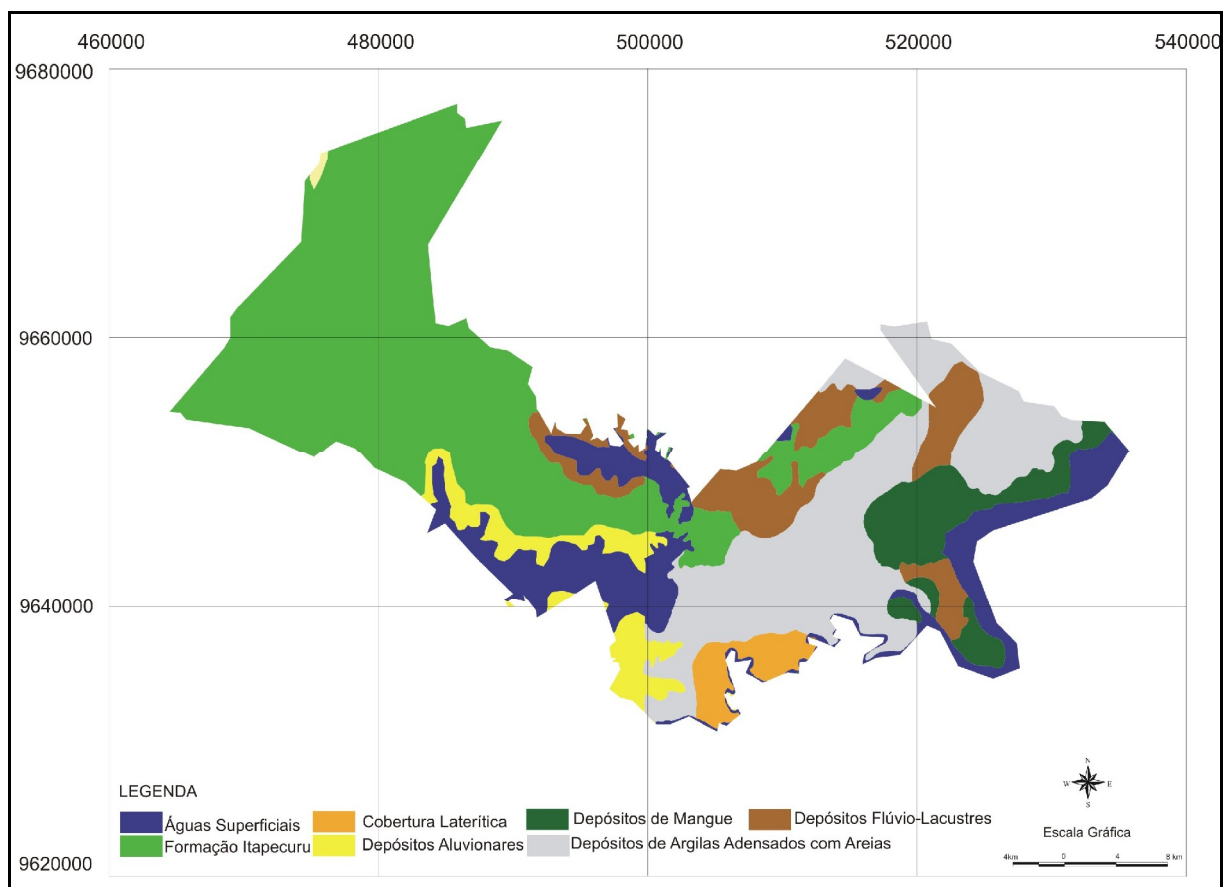 460000 480000 500000 520000 540000
9680000
9660000
9640000
9620000
LEGENDA
Águas Superficiais
Cobertura Laterítica
Depósitos de Mangue
Depósitos Flúvio-Lacustres
Formação Itapecuru
Depósitos Aluvionares
Depósitos de Argilas Adensados com Areias
N
W E
S
Escala Gráfica
4km 0 4 8 km